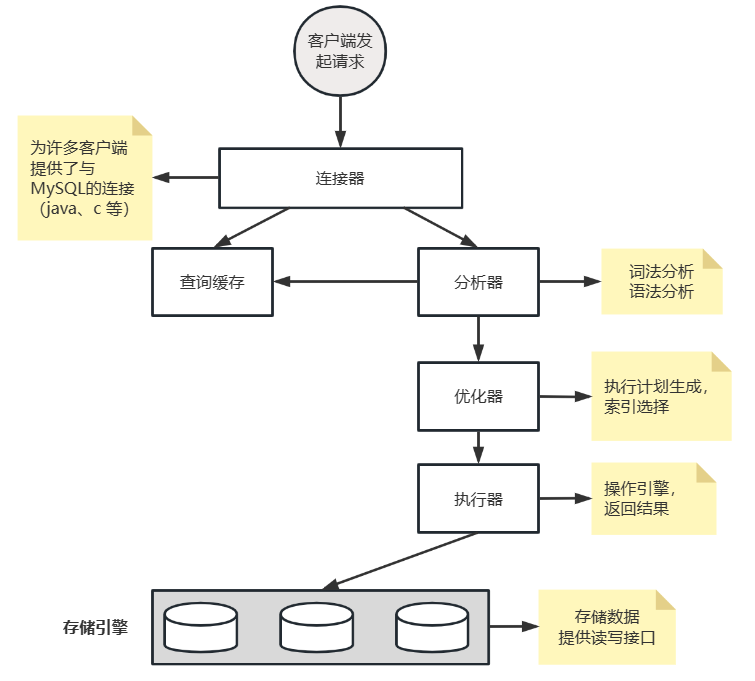 客户端发
起请求
为许多客户端
提供了与
MySQL的连接
（java、c 等）
连接器
查询缓存
分析器
词法分析
语法分析
优化器
执行计划生成，
索引选择
执行器
操作引擎，
返回结果
存储引擎
存储数据
提供读写接口